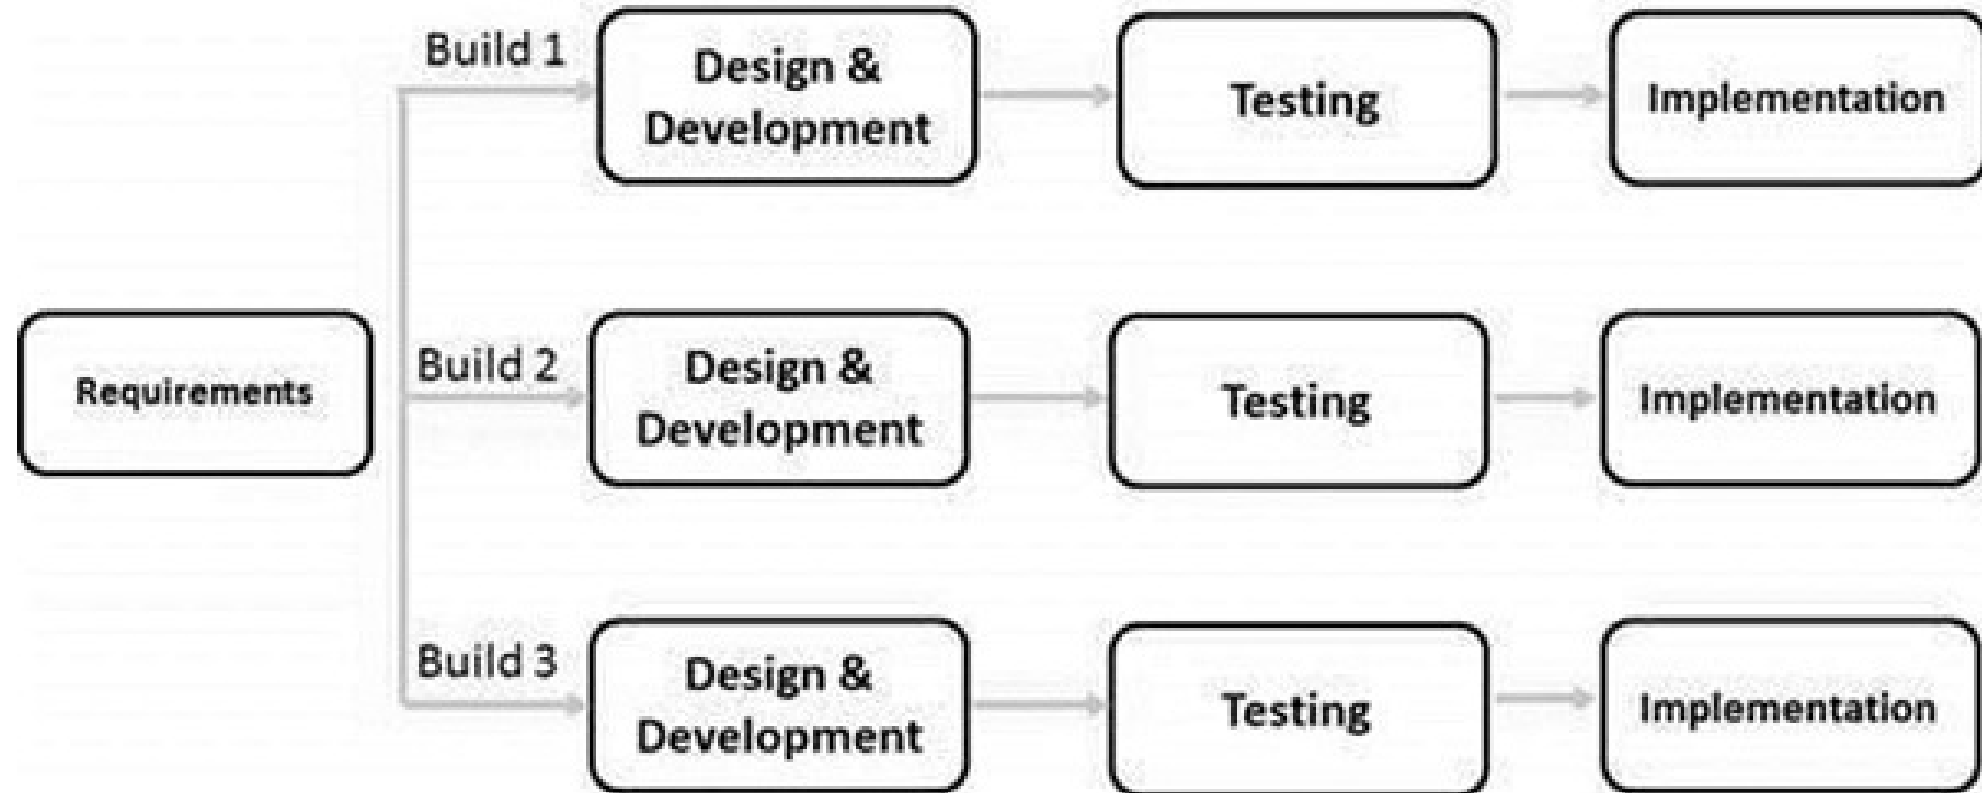 Build 1
Design &
Development
Testing
Implementation
Requirements
Build 2
Design &
Development
Testing
Implementation
Build 3
Design &
Development
Testing
Implementation